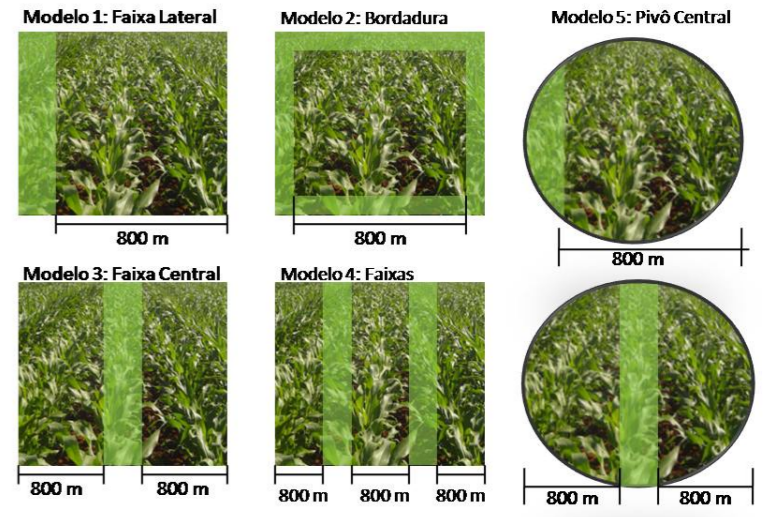 Modelo 1: Faixa Lateral
Modelo 2: Bordadura
Modelo 5: Pivô Central
800 m
800 m
800 m
Modelo 3: Faixa Central
Modelo 4: Faixas
800 m
800 m
800 m
800 m
800 m
800 m
800 m